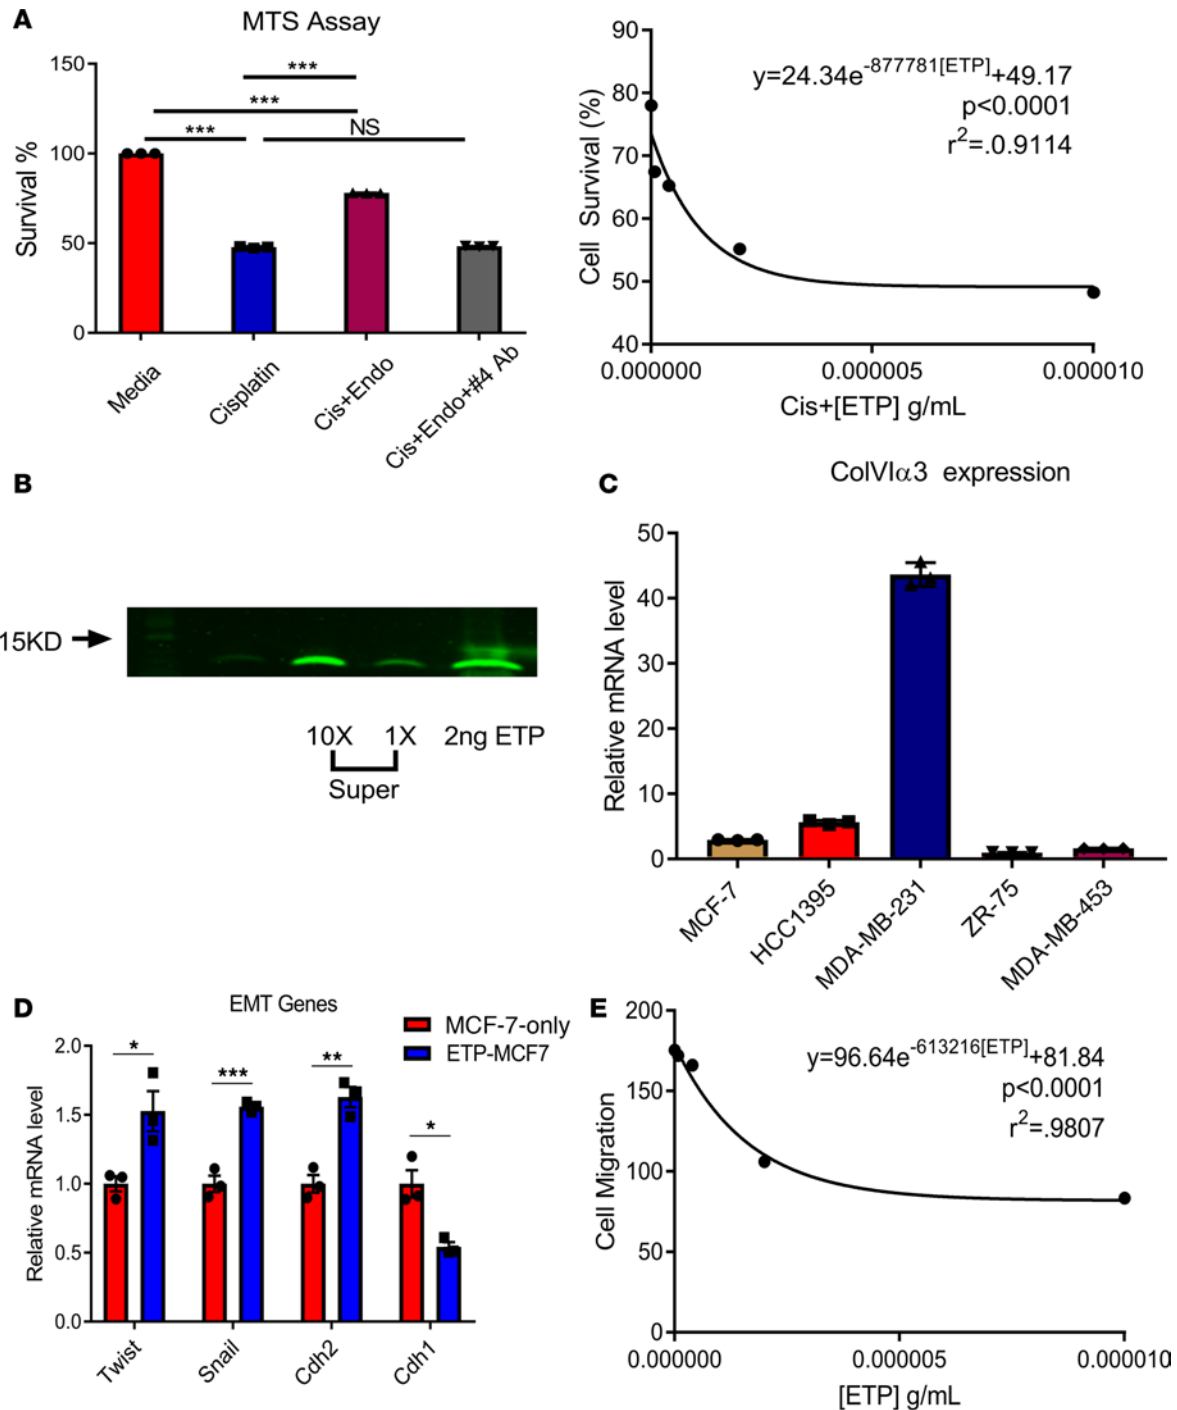 A
MTS Assay
Survival %
150
100
50
0
***
***
***
NS
Media
Cisplatin
Cis+Endo
Cis+Endo+#4 Ab
Cell Survival (%)
90
80
70
60
50
40
y=24.34e^-877781[ETP]+49.17
p<0.0001
r²=.0.9114
0.000000
0.000005
0.000010
Cis+[ETP] g/mL
B
15KD
10X 1X 2ng ETP
Super
C
ColVIα3 expression
Relative mRNA level
50
40
30
20
10
0
MCF-7
HCC1395
MDA-MB-231
ZR-75
MDA-MB-453
D
EMT Genes
MCF-7-only
ETP-MCF7
Relative mRNA level
2.0
1.5
1.0
0.5
0.0
*
***
**
*
Twist
Snail
Cdh2
Cdh1
E
Cell Migration
200
150
100
50
0
y=96.64e^-613216[ETP]+81.84
p<0.0001
r²=.9807
0.000000
0.000005
0.000010
[ETP] g/mL